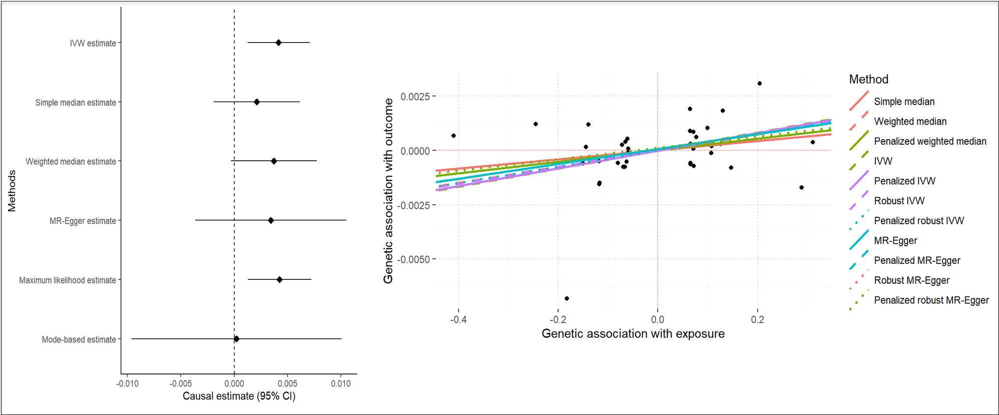 Methods
IVW estimate
Simple median estimate
Weighted median estimate
MR-Egger estimate
Maximum likelihood estimate
Mode-based estimate
-0.010
-0.005
0.000
0.005
0.010
Causal estimate (95% CI)
Genetic association with outcome
0.0025
0.0000
-0.0025
-0.0050
-0.4
-0.2
0.0
0.2
Genetic association with exposure
Method
Simple median
Weighted median
Penalized weighted median
IVW
Penalized IVW
Robust IVW
Penalized robust IVW
MR-Egger
Penalized MR-Egger
Robust MR-Egger
Penalized robust MR-Egger